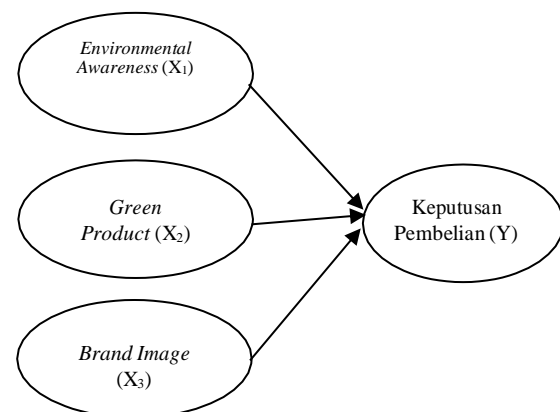 Environmental
Awareness (X₁)
Green
Product (X₂)
Keputusan
Pembelian (Y)
Brand Image
(X₃)